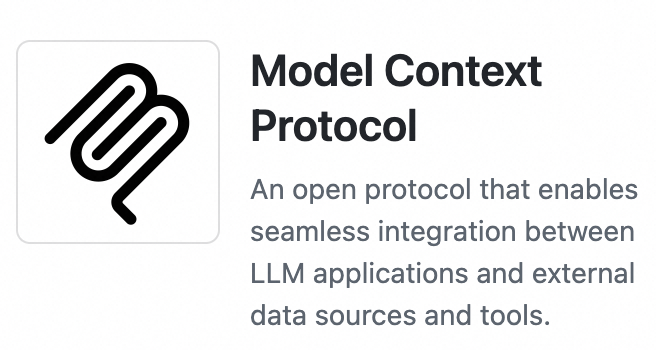 Model Context
Protocol
An open protocol that enables
seamless integration between
LLM applications and external
data sources and tools.